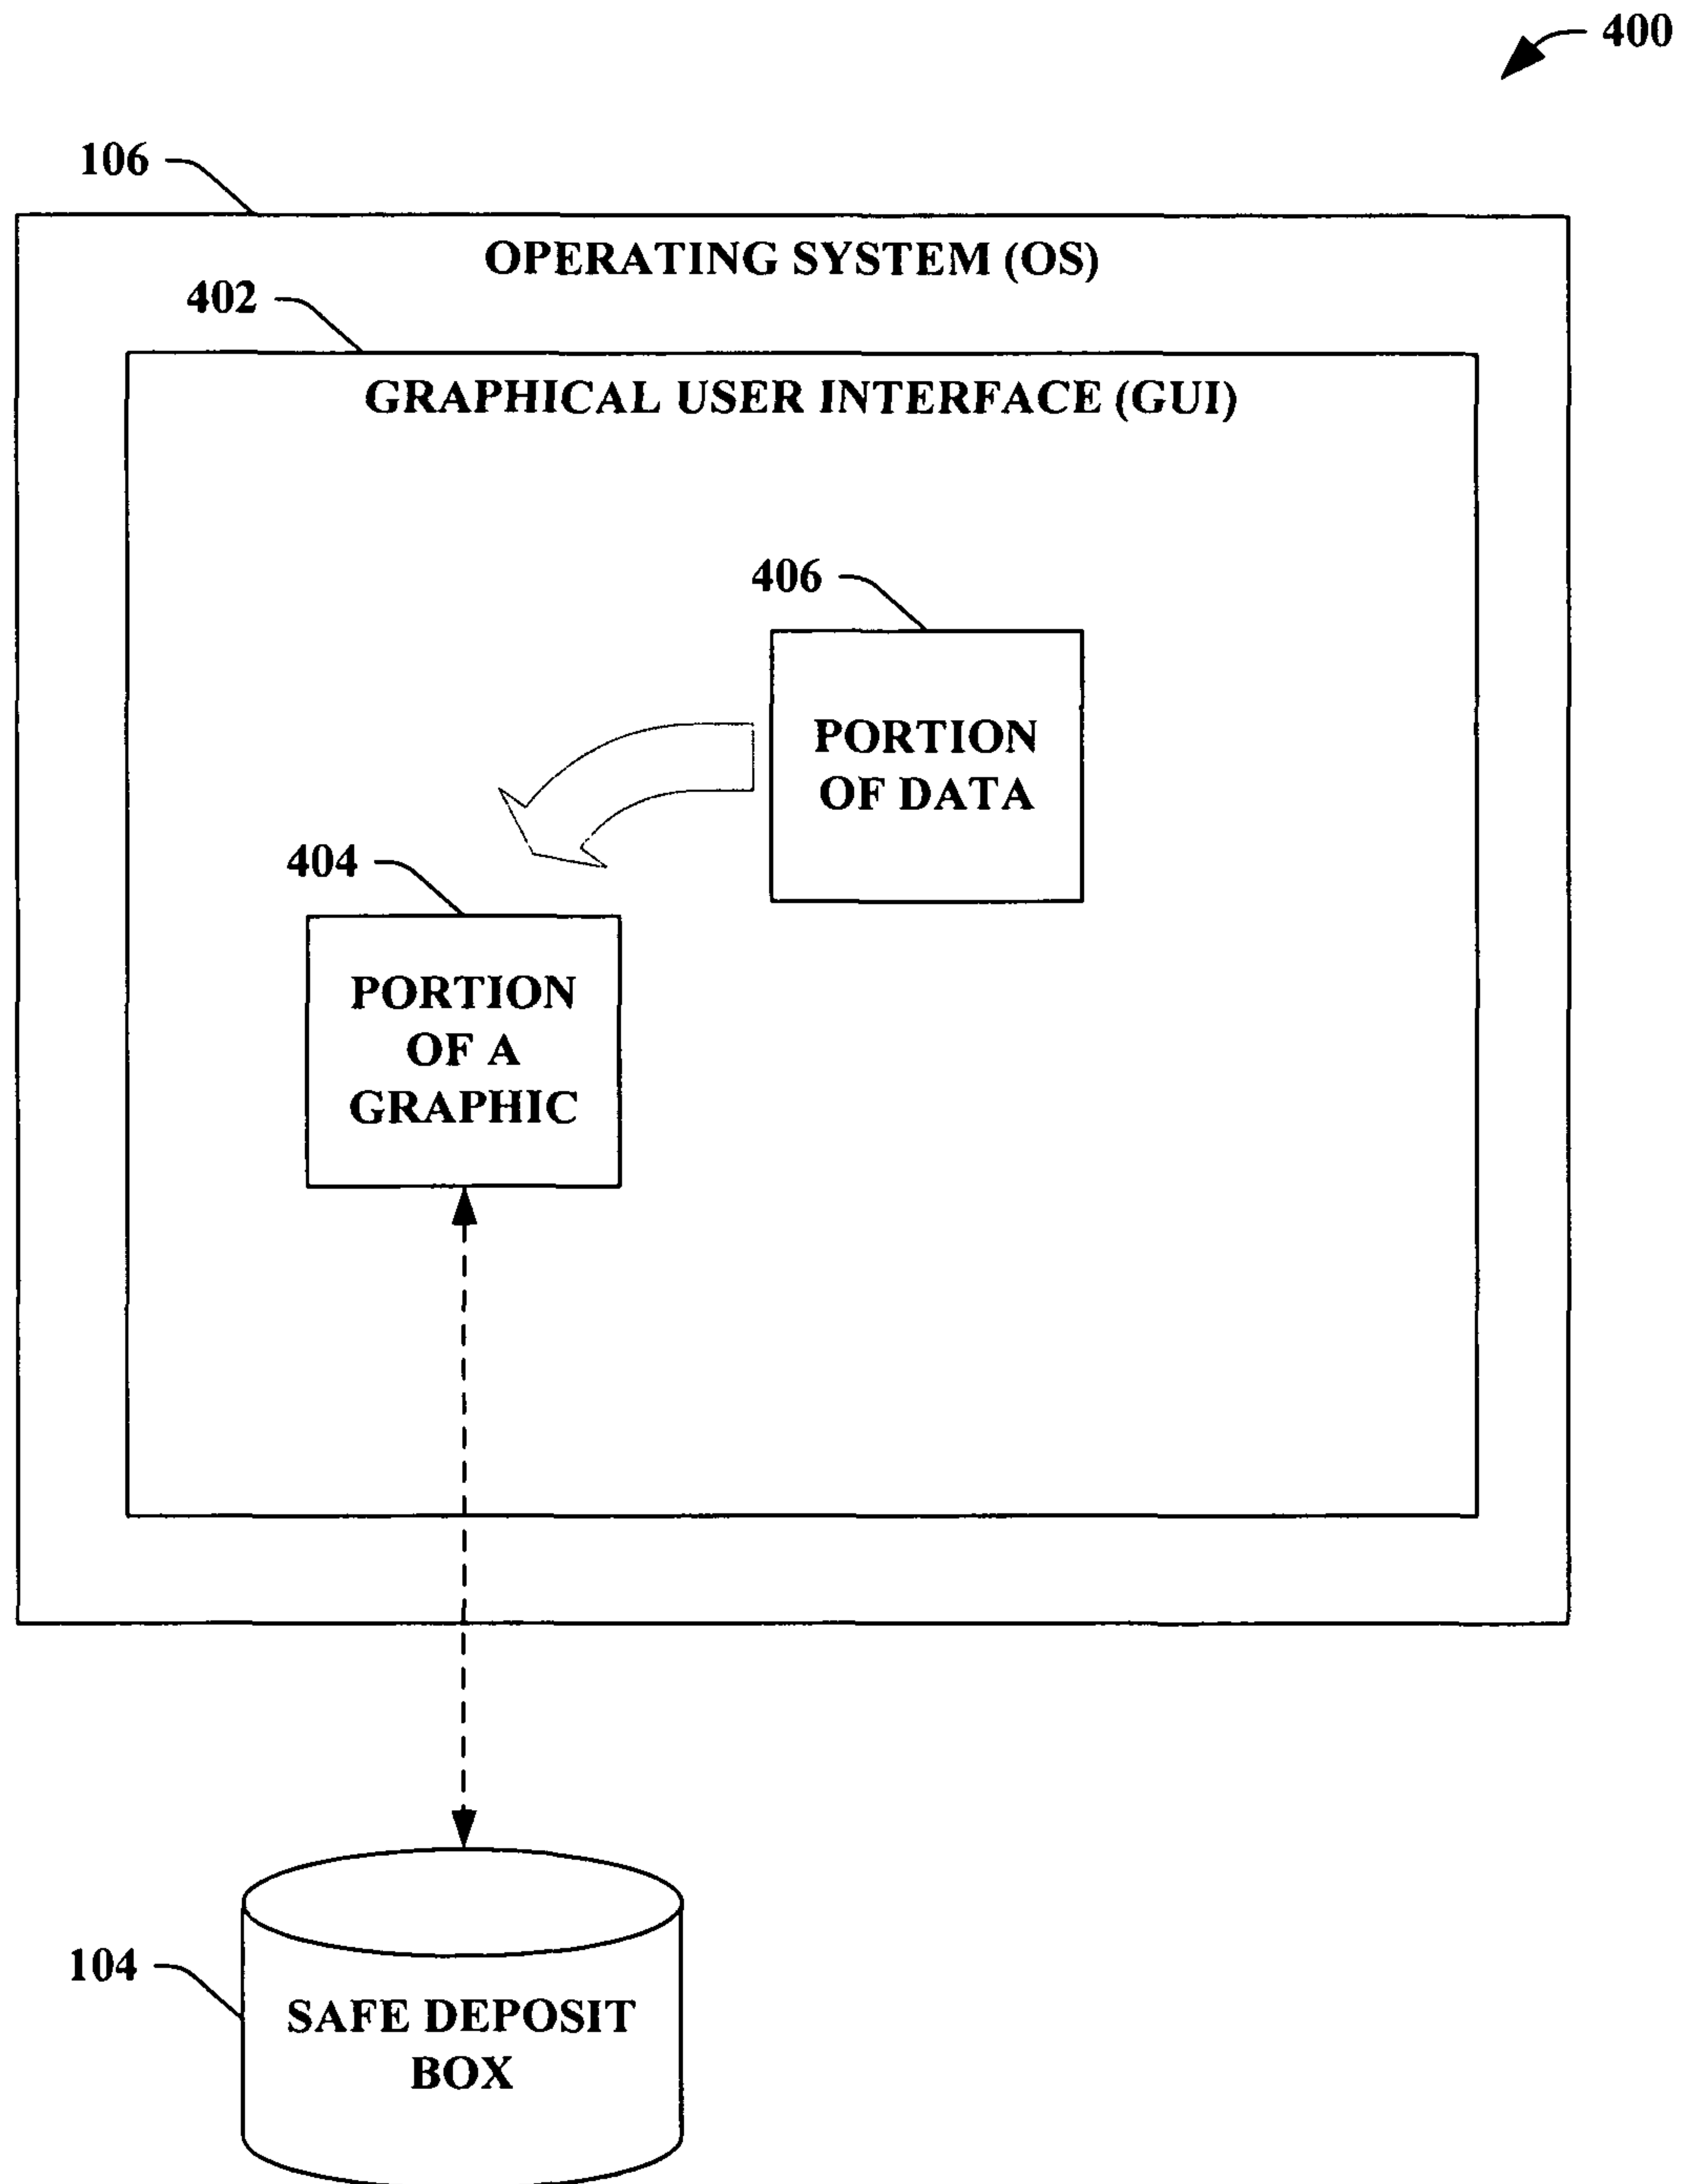 400
106
OPERATING SYSTEM (OS)
402
GRAPHICAL USER INTERFACE (GUI)
406
PORTION
OF DATA
404
PORTION
OF A
GRAPHIC
104
SAFE DEPOSIT
BOX